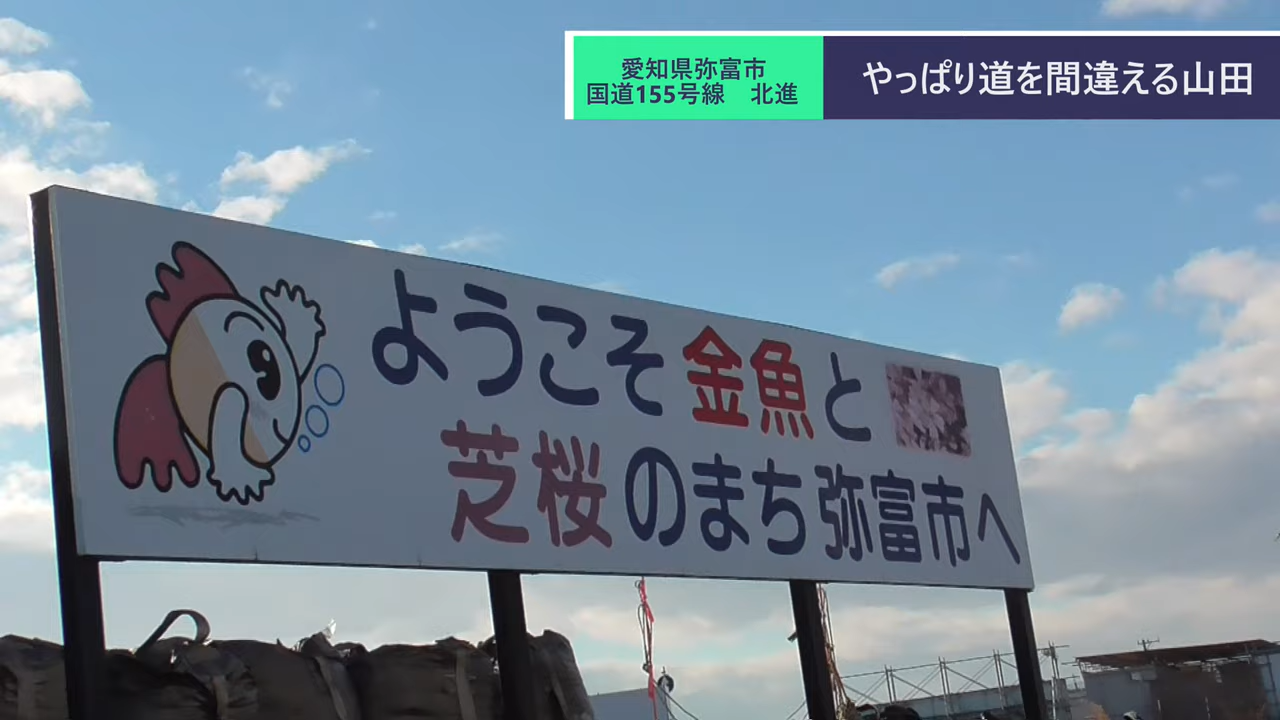 愛知県弥富市
国道155号線　北進
やっぱり道を間違える山田
ようこそ金魚と
芝桜のまち弥富市へ